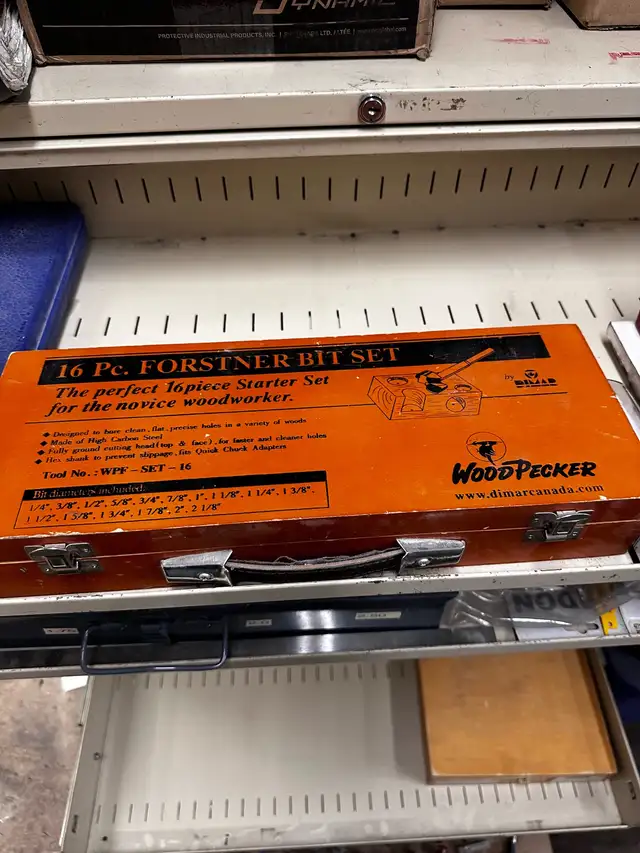 DYNAMIC
PROTECTIVE INDUSTRIAL PRODUCTS, INC.
16 Pc. FORSTNER BIT SET
The perfect 16piece Starter Set
for the novice woodworker.
by DIMAR
◆ Designed to bore clean, flat, precise holes in a variety of woods
◆ Made of High Carbon Steel
◆ Fully ground cutting head(top & face), for faster and cleaner holes
◆ Hex shank to prevent slippage, fits Quick Chuck Adapters
Tool No.: WPF-SET-16
WOODPECKER
www.dimarcanada.com
Bit diameters included:
1/4", 3/8", 1/2", 5/8", 3/4", 7/8", 1", 1 1/8", 1 1/4", 1 3/8",
1 1/2", 1 5/8", 1 3/4", 1 7/8", 2", 2 1/8"